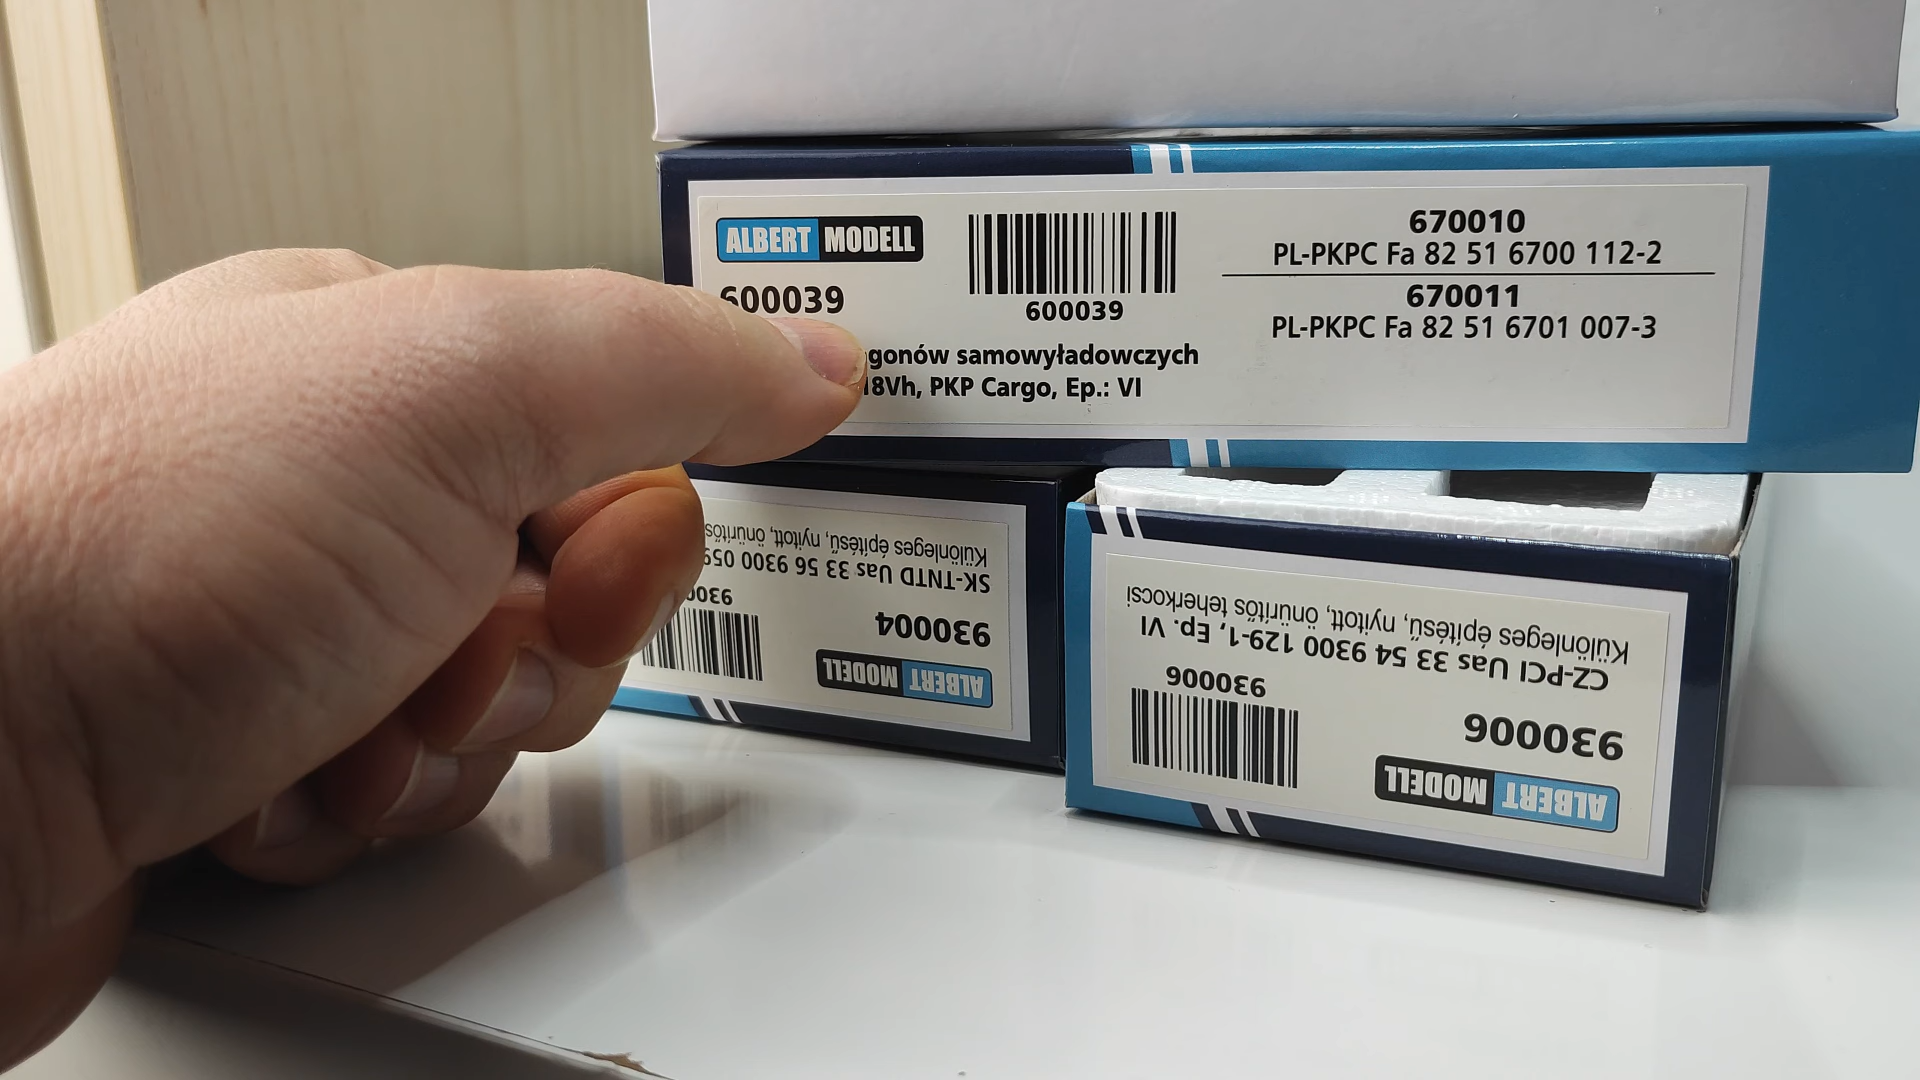 ALBERT MODELL
600039
600039
samowyładowczych
18Vh, PKP Cargo, Ep.: VI
670010
PL-PKPC Fa 82 51 6700 112-2
670011
PL-PKPC Fa 82 51 6701 007-3
ALBERT MODELL
930004
SK-TNTD Uas 33 56 9300
Különleges építésű, nyitott, önürítős
ALBERT MODELL
930006
930006
CZ-PCI Uas 33 54 9300 129-1, Ep. VI
Különleges építésű, nyitott, önürítős teherkocsi